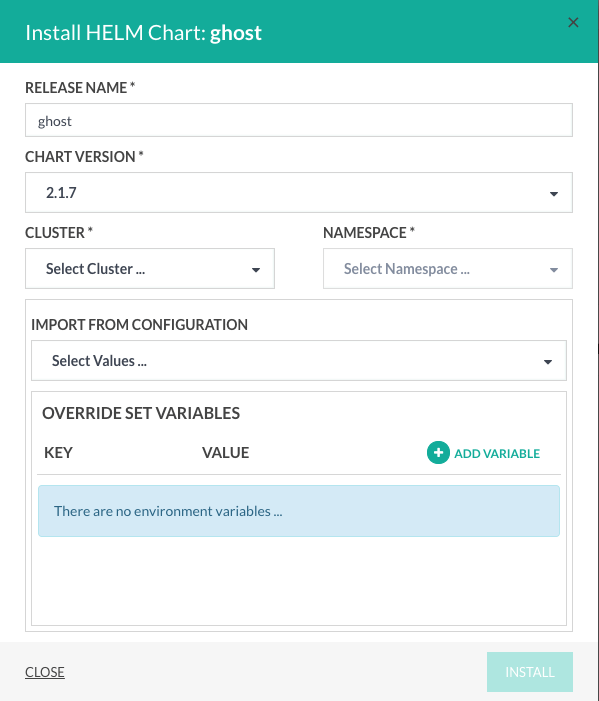 Install HELM Chart: ghost
RELEASE NAME *
ghost
CHART VERSION *
2.1.7
CLUSTER * NAMESPACE *
Select Cluster ... Select Namespace ...
IMPORT FROM CONFIGURATION
Select Values ...
OVERRIDE SET VARIABLES
KEY VALUE ADD VARIABLE
There are no environment variables ...
CLOSE INSTALL